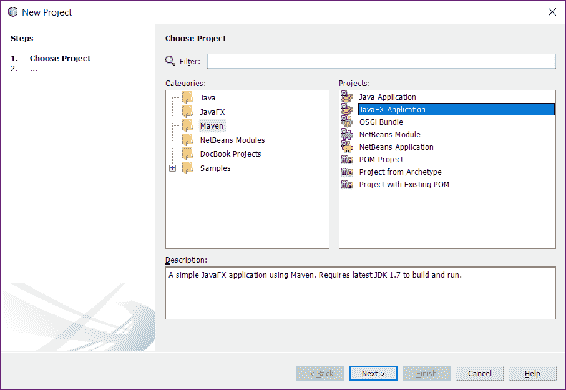 New Project
Steps
1. Choose Project
2. ...
Choose Project
Filter:
Categories:
Java
JavaFX
Maven
NetBeans Modules
DocBook Projects
Samples
Projects:
Java Application
JavaFX Application
OSGi Bundle
NetBeans Module
NetBeans Application
POM Project
Project from Archetype
Project with Existing POM
Description:
A simple JavaFX application using Maven. Requires latest JDK 1.7 to build and run.
< Back
Next >
Finish
Cancel
Help